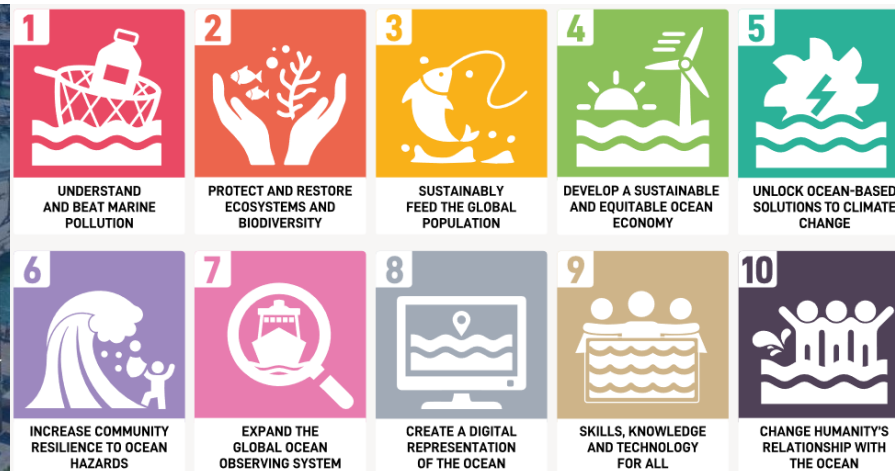 1
UNDERSTAND
AND BEAT MARINE
POLLUTION
2
PROTECT AND RESTORE
ECOSYSTEMS AND
BIODIVERSITY
3
SUSTAINABLY
FEED THE GLOBAL
POPULATION
4
DEVELOP A SUSTAINABLE
AND EQUITABLE OCEAN
ECONOMY
5
UNLOCK OCEAN-BASED
SOLUTIONS TO CLIMATE
CHANGE
6
INCREASE COMMUNITY
RESILIENCE TO OCEAN
HAZARDS
7
EXPAND THE
GLOBAL OCEAN
OBSERVING SYSTEM
8
CREATE A DIGITAL
REPRESENTATION
OF THE OCEAN
9
SKILLS, KNOWLEDGE
AND TECHNOLOGY
FOR ALL
10
CHANGE HUMANITY'S
RELATIONSHIP WITH
THE OCEAN